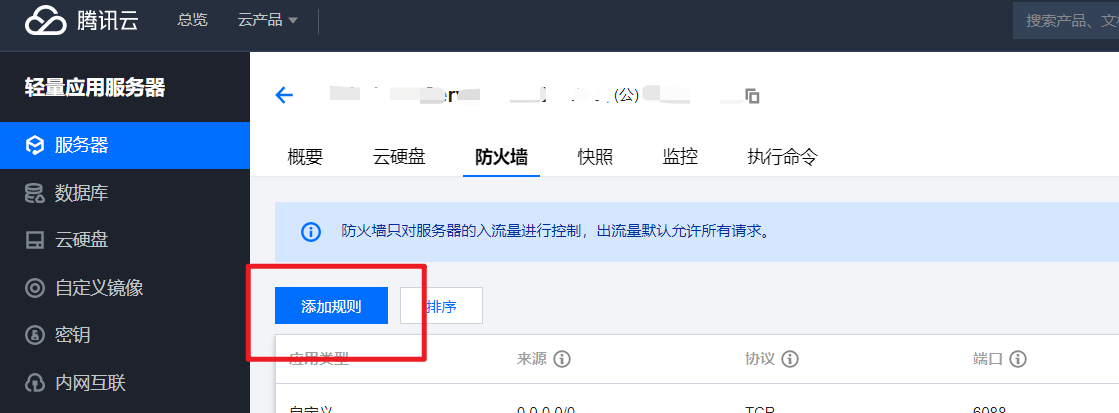 腾讯云 总览 云产品 搜索产品、文
轻量应用服务器
(公)
服务器
概要 云硬盘 防火墙 快照 监控 执行命令
数据库
防火墙只对服务器的入流量进行控制，出流量默认允许所有请求。
云硬盘
自定义镜像
添加规则 排序
密钥
应用类型 来源 协议 端口
内网互联
自定义 0.0.0.0/0 TCP 6088